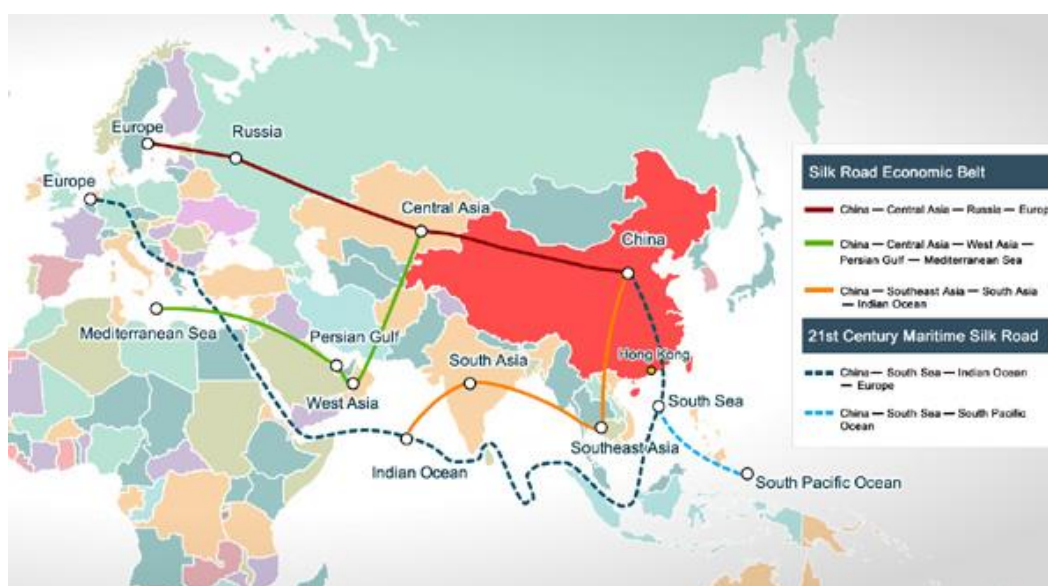 Europe
Russia
Europe
Central Asia
China
Mediterranean Sea
Persian Gulf
West Asia
South Asia
Hong Kong
South Sea
Southeast Asia
Indian Ocean
South Pacific Ocean
Silk Road Economic Belt
China — Central Asia — Russia — Europ
China — Central Asia — West Asia —
Persian Gulf — Mediterranean Sea
China — Southeast Asia — South Asia
— Indian Ocean
21st Century Maritime Silk Road
China — South Sea — Indian Ocean
— Europe
China — South Sea — South Pacific
Ocean